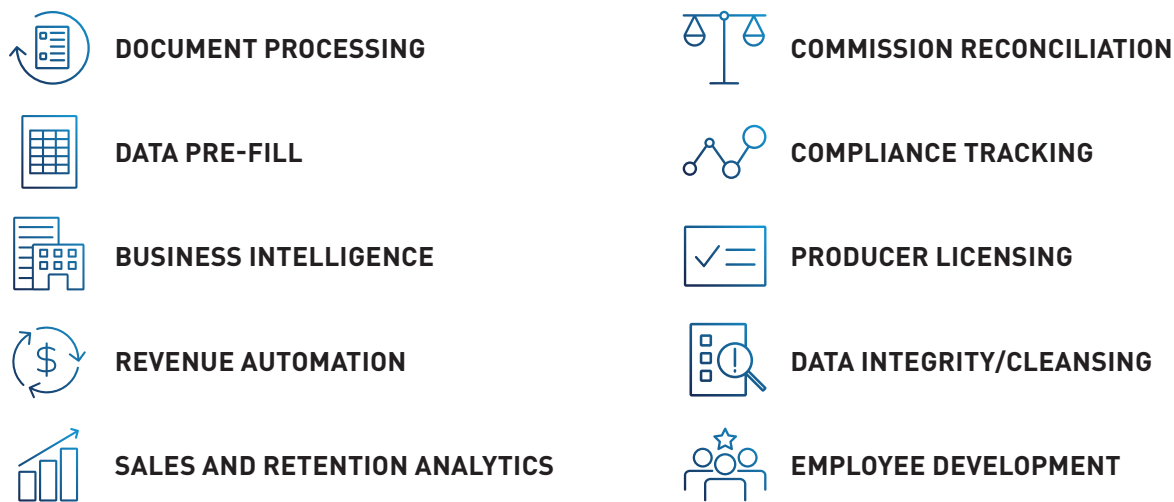 DOCUMENT PROCESSING
DATA PRE-FILL
BUSINESS INTELLIGENCE
REVENUE AUTOMATION
SALES AND RETENTION ANALYTICS
COMMISSION RECONCILIATION
COMPLIANCE TRACKING
PRODUCER LICENSING
DATA INTEGRITY/CLEANSING
EMPLOYEE DEVELOPMENT